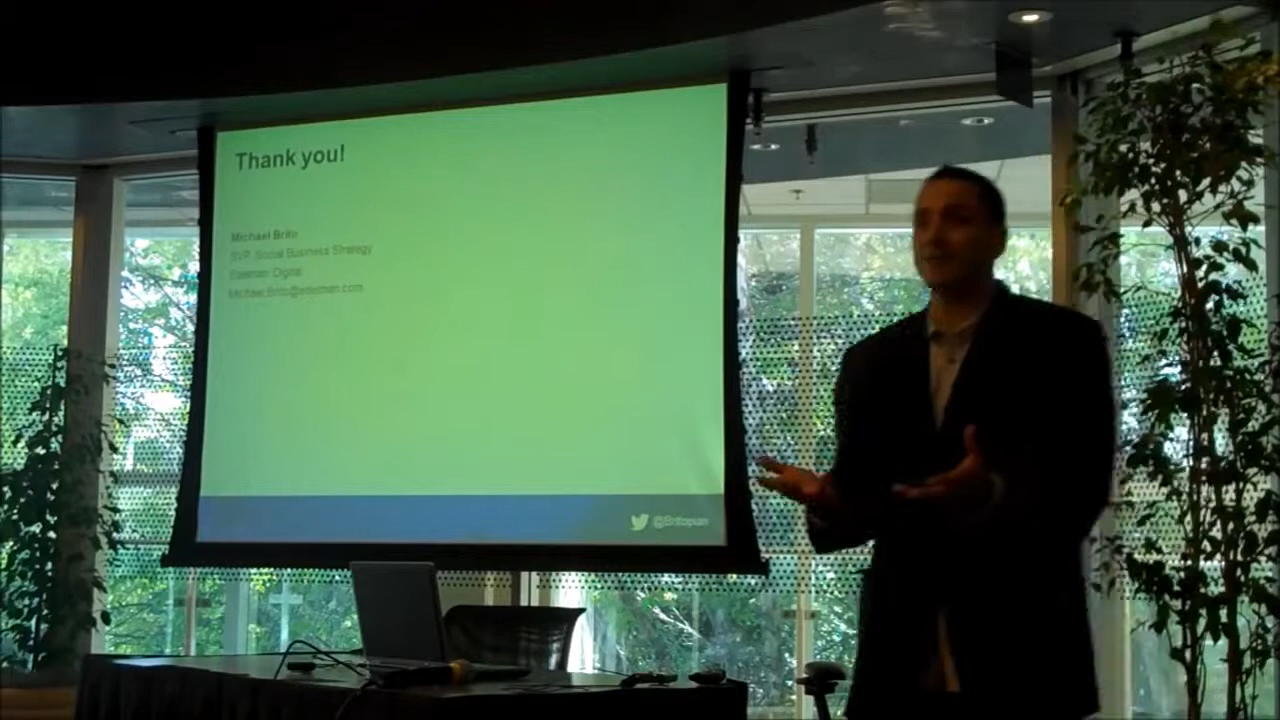 Thank you!
Michael Brito
SVP, Social Business Strategy
Edelman Digital
Michael.Brito@edelman.com
@Britopian